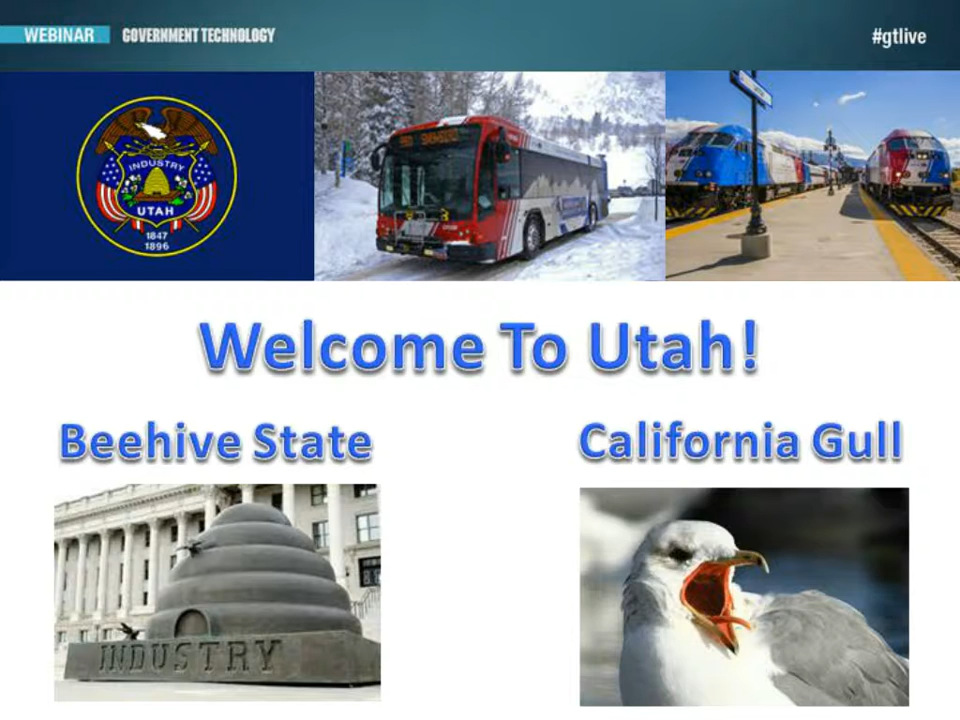 WEBINAR GOVERNMENT TECHNOLOGY #gtlive
INDUSTRY
UTAH
1847
1896
Welcome To Utah!
Beehive State California Gull
INDUSTRY